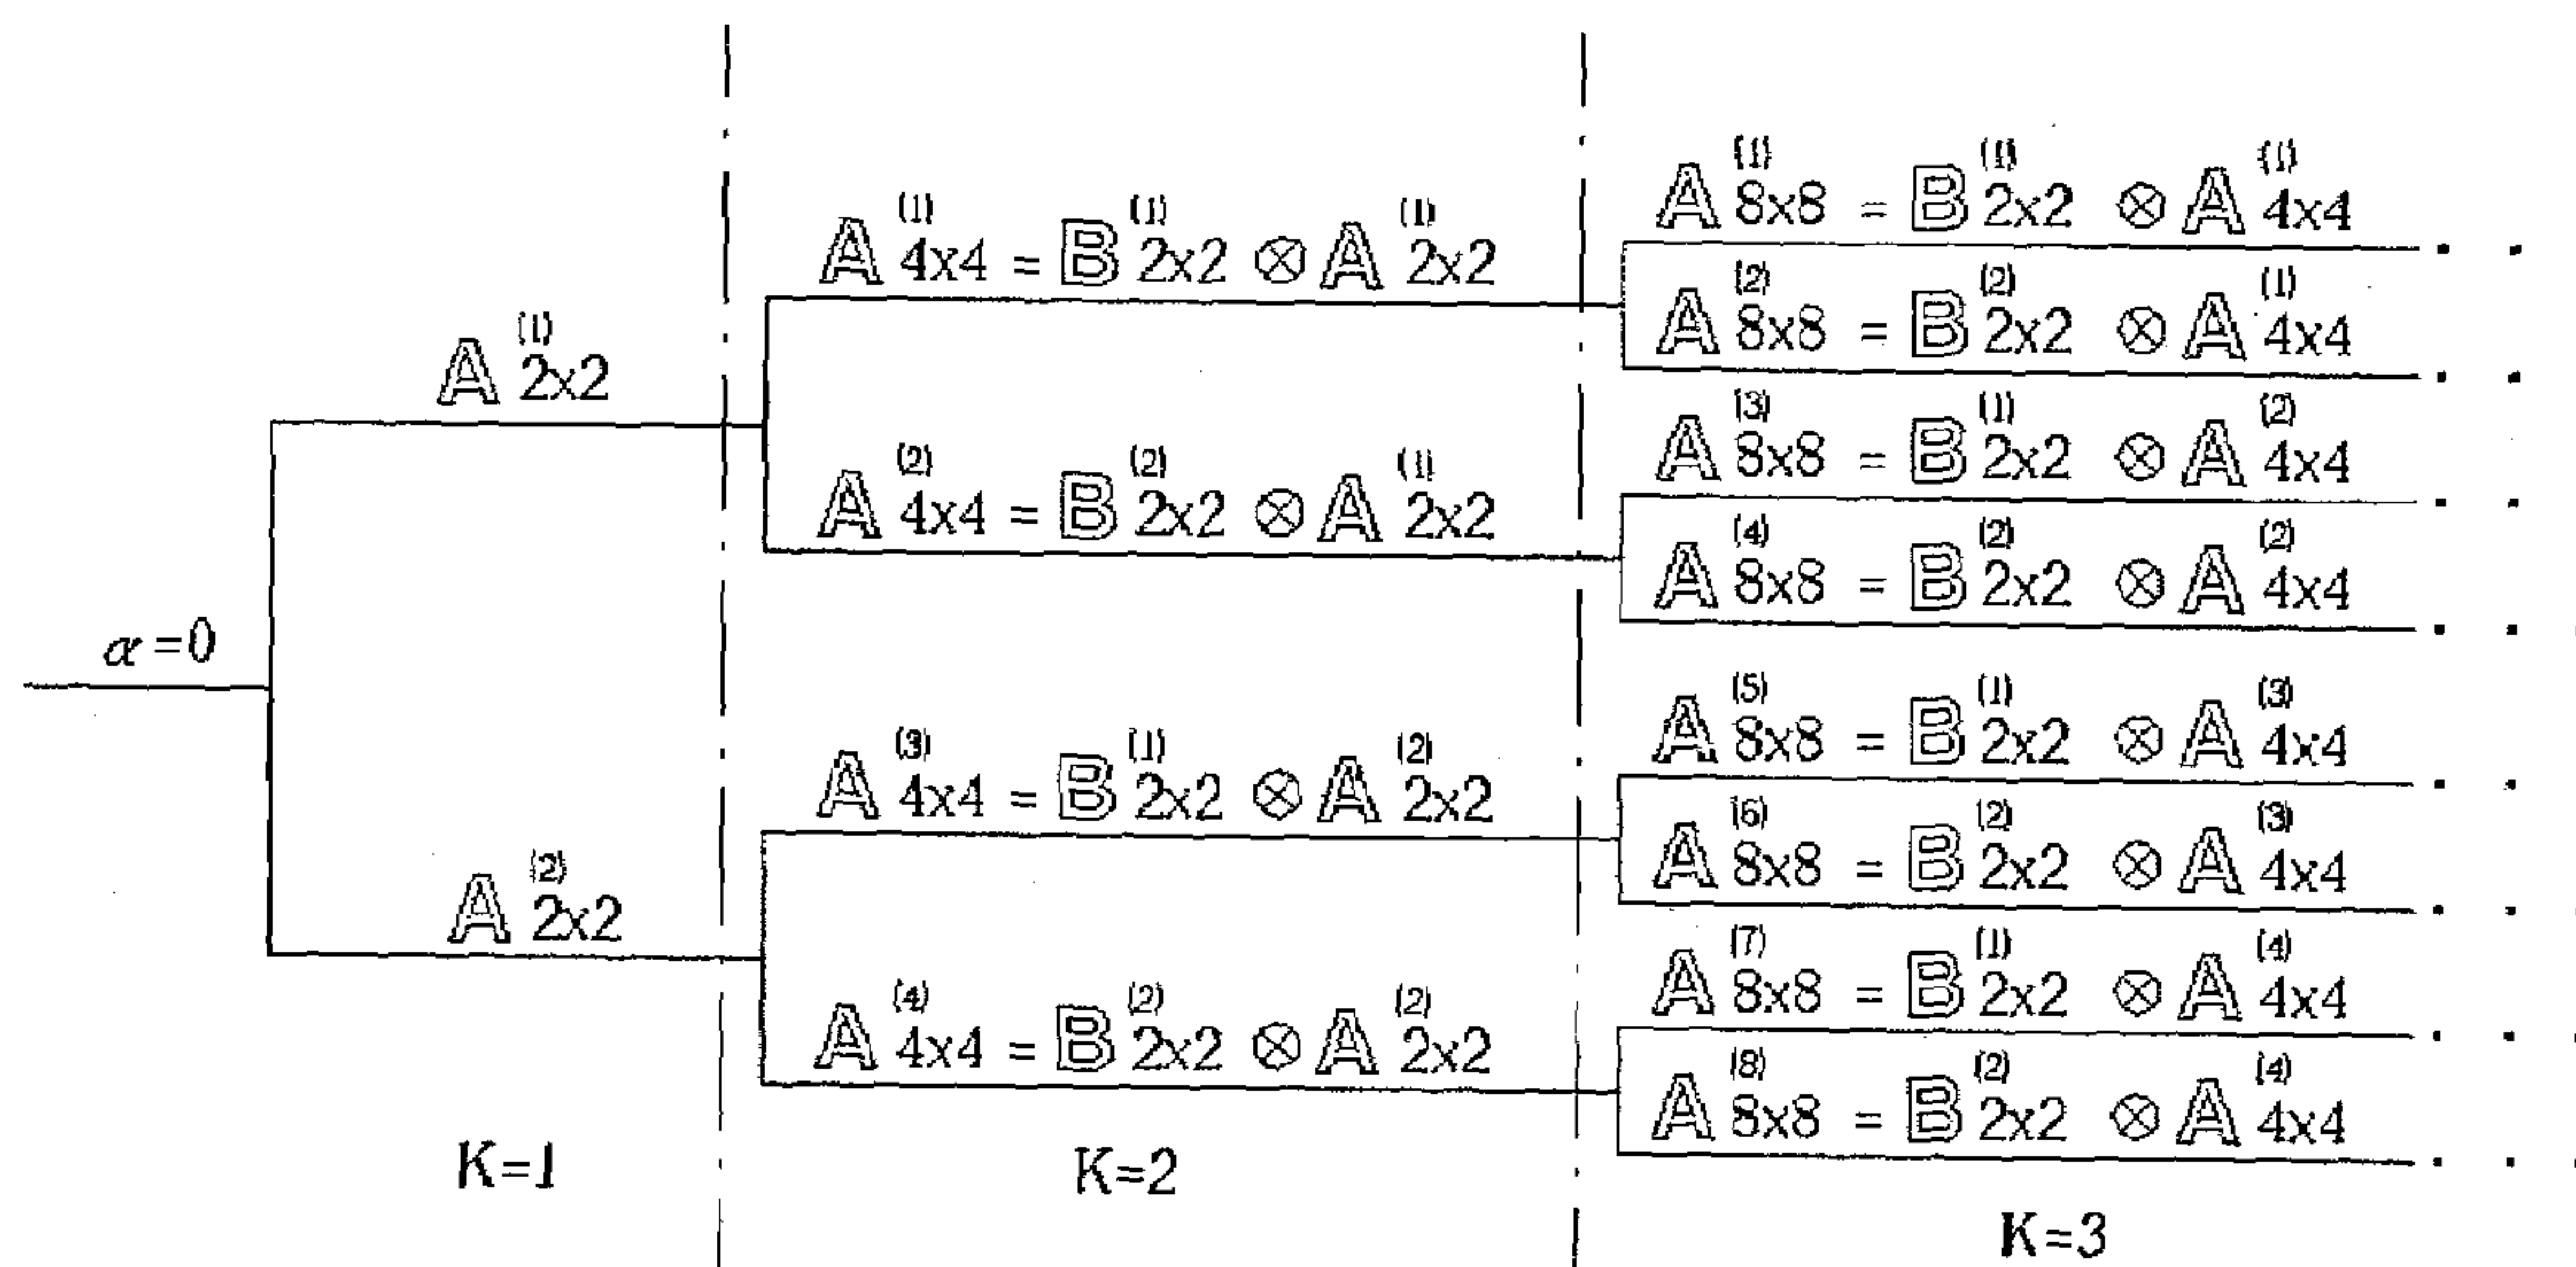 α=0
A (1) 2x2
A (2) 2x2
K=1
A (1) 4x4 = B (1) 2x2 ⊗ A (1) 2x2
A (2) 4x4 = B (2) 2x2 ⊗ A (1) 2x2
A (3) 4x4 = B (1) 2x2 ⊗ A (2) 2x2
A (4) 4x4 = B (2) 2x2 ⊗ A (2) 2x2
K=2
A (1) 8x8 = B (1) 2x2 ⊗ A (1) 4x4
A (2) 8x8 = B (2) 2x2 ⊗ A (1) 4x4
A (3) 8x8 = B (1) 2x2 ⊗ A (2) 4x4
A (4) 8x8 = B (2) 2x2 ⊗ A (2) 4x4
A (5) 8x8 = B (1) 2x2 ⊗ A (3) 4x4
A (6) 8x8 = B (2) 2x2 ⊗ A (3) 4x4
A (7) 8x8 = B (1) 2x2 ⊗ A (4) 4x4
A (8) 8x8 = B (2) 2x2 ⊗ A (4) 4x4
K=3